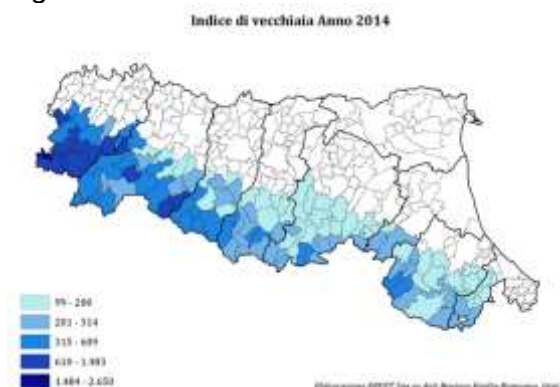 Indice di vecchiaia Anno 2014
99 - 200
201 - 314
315 - 609
610 - 1.483
1.484 - 2.650